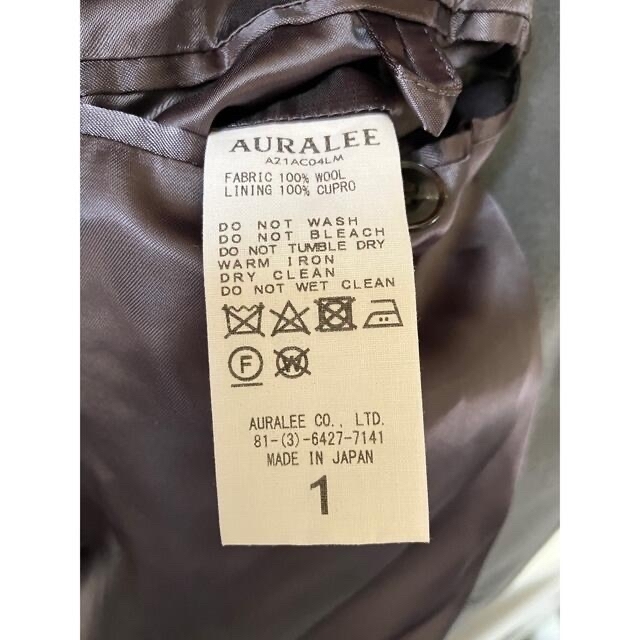 AURALEE
A21AC04LM
FABRIC 100% WOOL
LINING 100% CUPRO
DO NOT WASH
DO NOT BLEACH
DO NOT TUMBLE DRY
WARM IRON
DRY CLEAN
DO NOT WET CLEAN
F W
AURALEE CO., LTD.
81-(3)-6427-7141
MADE IN JAPAN
1